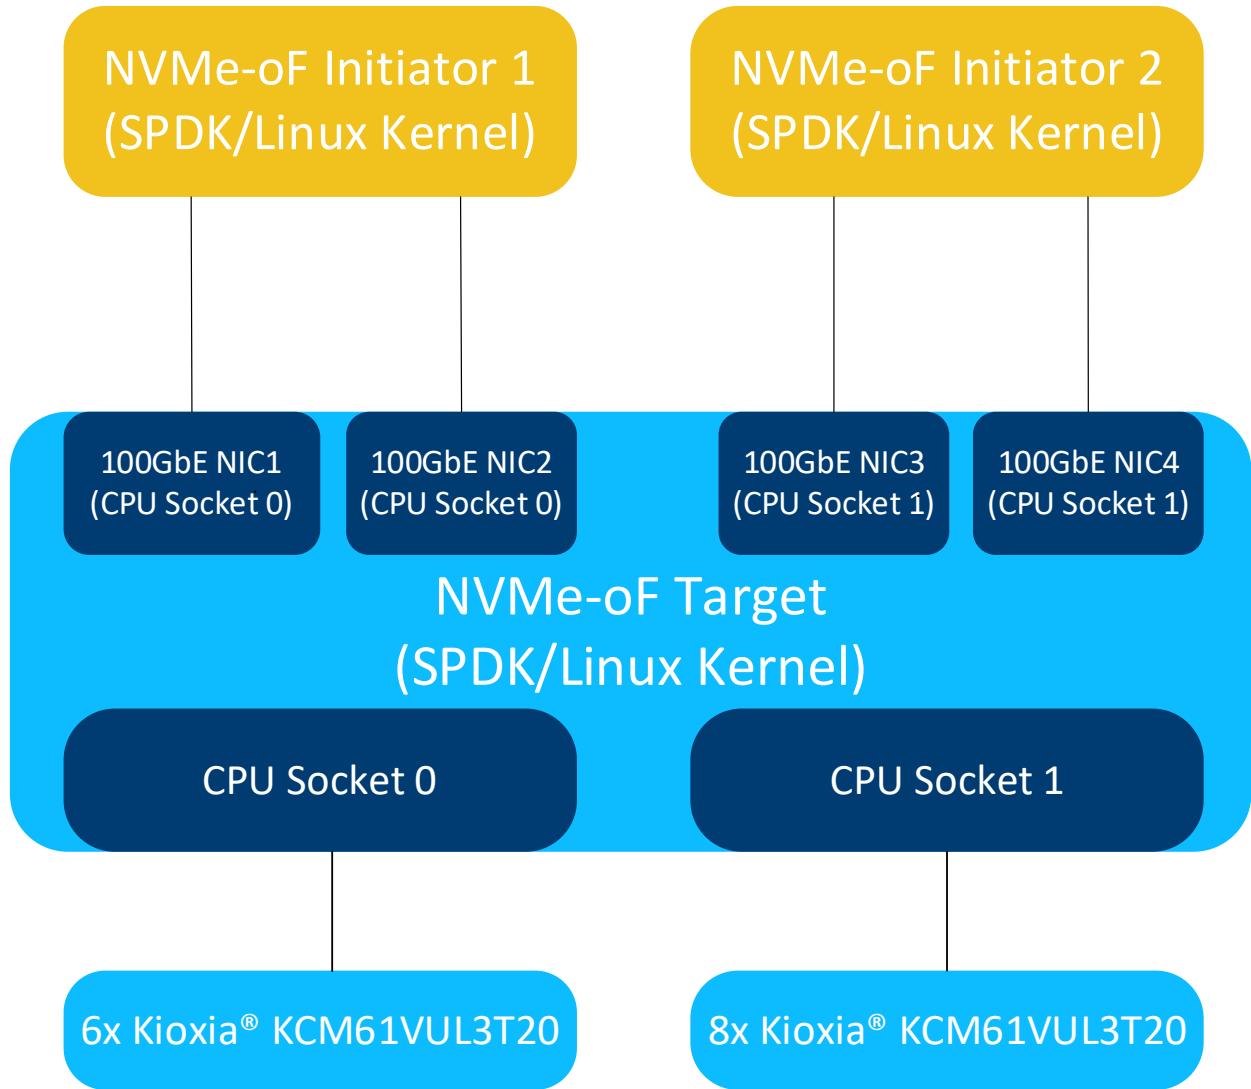 NVMe-oF Initiator 1
(SPDK/Linux Kernel)
NVMe-oF Initiator 2
(SPDK/Linux Kernel)
100GbE NIC1
(CPU Socket 0)
100GbE NIC2
(CPU Socket 0)
100GbE NIC3
(CPU Socket 1)
100GbE NIC4
(CPU Socket 1)
NVMe-oF Target
(SPDK/Linux Kernel)
CPU Socket 0
CPU Socket 1
6x Kioxia® KCM61VUL3T20
8x Kioxia® KCM61VUL3T20